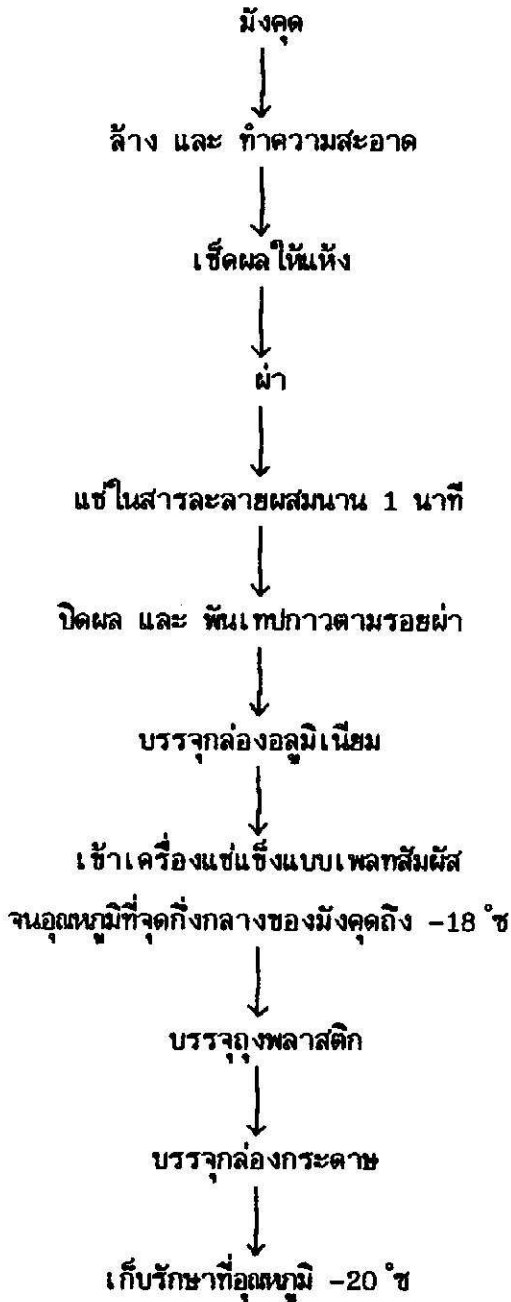 มังคุด
ล้าง และ ทำความสะอาด
เช็ดผลให้แห้ง
ผ่า
แช่ในสารละลายผสมนาน 1 นาที
ปิดผล และ พันเทปกาวตามรอยผ่า
บรรจุกล่องอลูมิเนียม
เข้าเครื่องแช่แข็งแบบเพลทสัมผัส
จนอุณหภูมิที่จุดกึ่งกลางของมังคุดถึง -18 °ซ
บรรจุถุงพลาสติก
บรรจุกล่องกระดาษ
เก็บรักษาที่อุณหภูมิ -20 °ซ